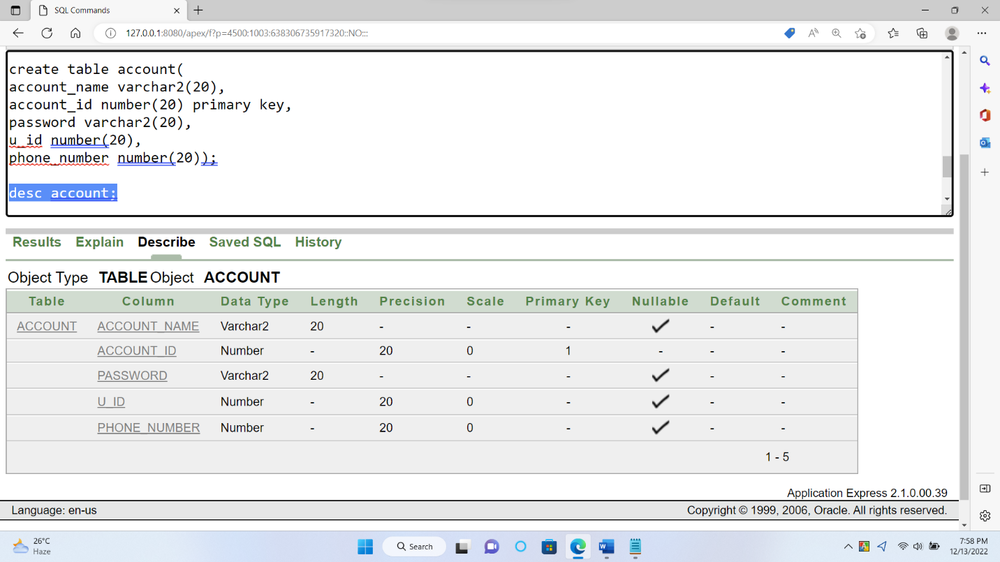 SQL Commands
127.0.0.1:8080/apex/f?p=4500:1003:638306735917320::NO:::
create table account(
account_name varchar2(20),
account_id number(20) primary key,
password varchar2(20),
u_id number(20),
phone_number number(20));
desc account;
Results Explain Describe Saved SQL History
Object Type TABLE Object ACCOUNT
Table Column Data Type Length Precision Scale Primary Key Nullable Default Comment
ACCOUNT ACCOUNT_NAME Varchar2 20 - - - ✓ - -
ACCOUNT_ID Number - 20 0 1 - - -
PASSWORD Varchar2 20 - - - ✓ - -
U_ID Number - 20 0 - ✓ - -
PHONE_NUMBER Number - 20 0 - ✓ - -
1 - 5
Application Express 2.1.0.00.39
Language: en-us Copyright © 1999, 2006, Oracle. All rights reserved.
26°C
Haze
Search
7:58 PM
12/13/2022